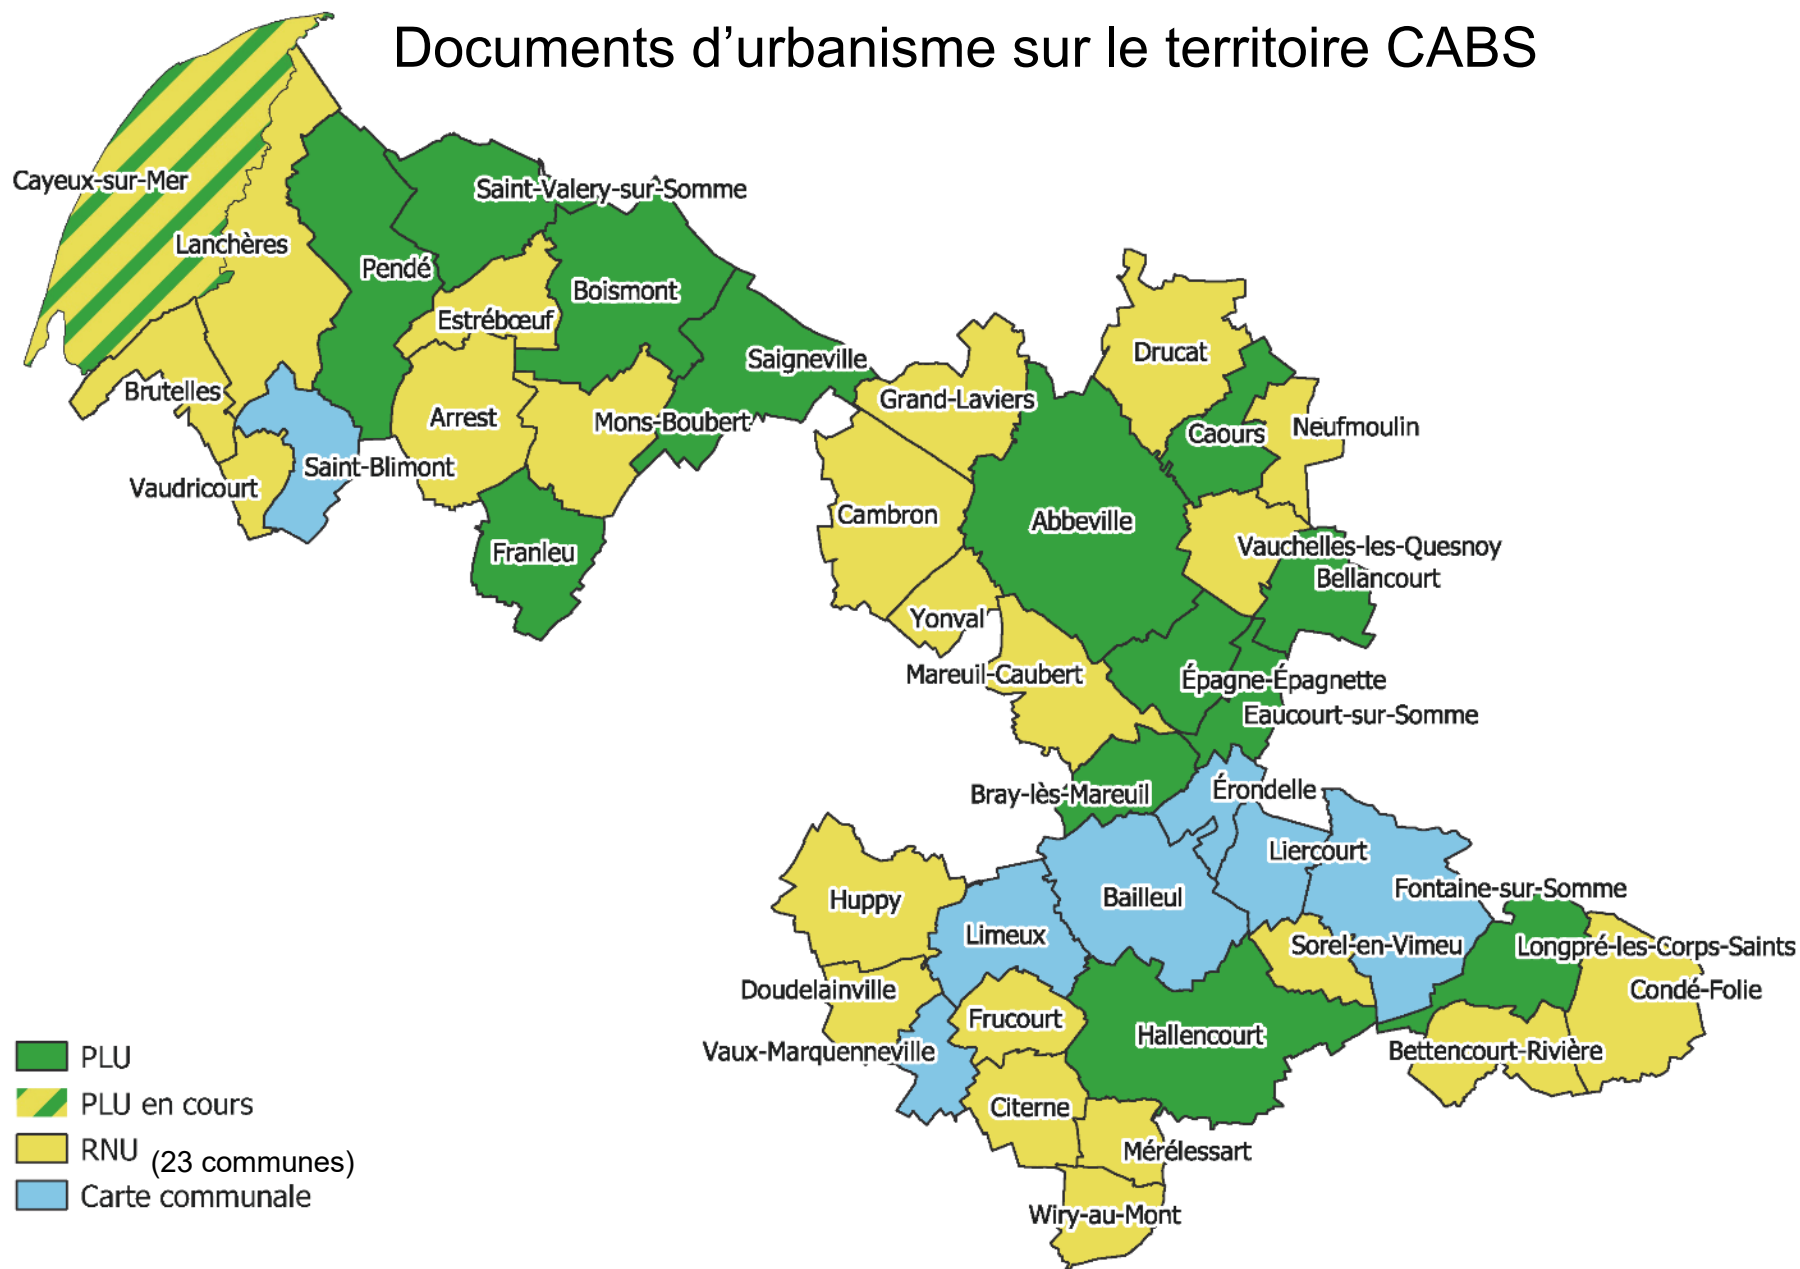 Documents d’urbanisme sur le territoire CABS
Cayeux-sur-Mer
Saint-Valery-sur-Somme
Lanchères
Pendé
Boismont
Estrébœuf
Saigneville
Drucat
Brutelles
Grand-Laviers
Arrest
Mons-Boubert
Caours
Neufmoulin
Saint-Blimont
Vaudricourt
Cambron
Abbeville
Franleu
Vauchelles-les-Quesnoy
Bellancourt
Yonval
Mareuil-Caubert
Épagne-Épagnette
Eaucourt-sur-Somme
Bray-lès-Mareuil
Érondelle
Liercourt
Huppy
Bailleul
Fontaine-sur-Somme
Limeux
Sorel-en-Vimeu
Longpré-les-Corps-Saints
Doudelainville
Condé-Folie
Frucourt
Hallencourt
Vaux-Marquenneville
Bettencourt-Rivière
Citerne
Mérélessart
Wiry-au-Mont
PLU
PLU en cours
RNU (23 communes)
Carte communale